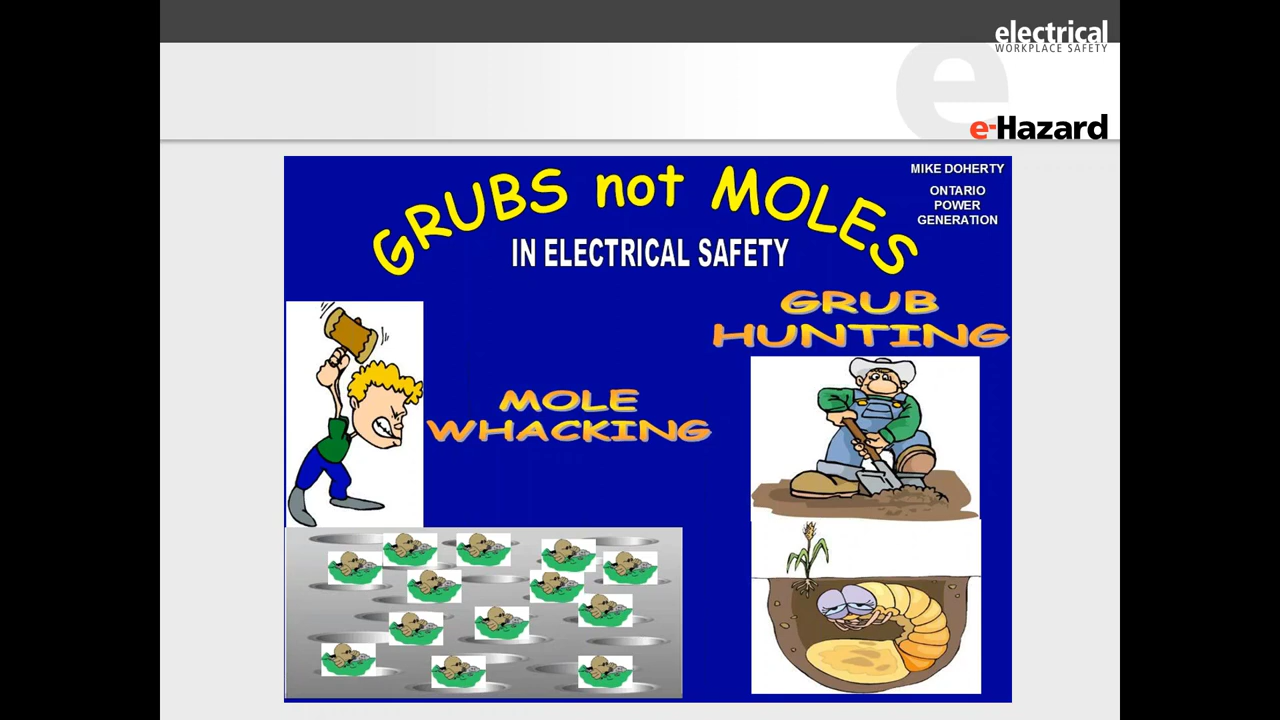 electrical
WORKPLACE SAFETY
e-Hazard
GRUBS not MOLES
IN ELECTRICAL SAFETY
MIKE DOHERTY
ONTARIO
POWER
GENERATION
GRUB
HUNTING
MOLE
WHACKING